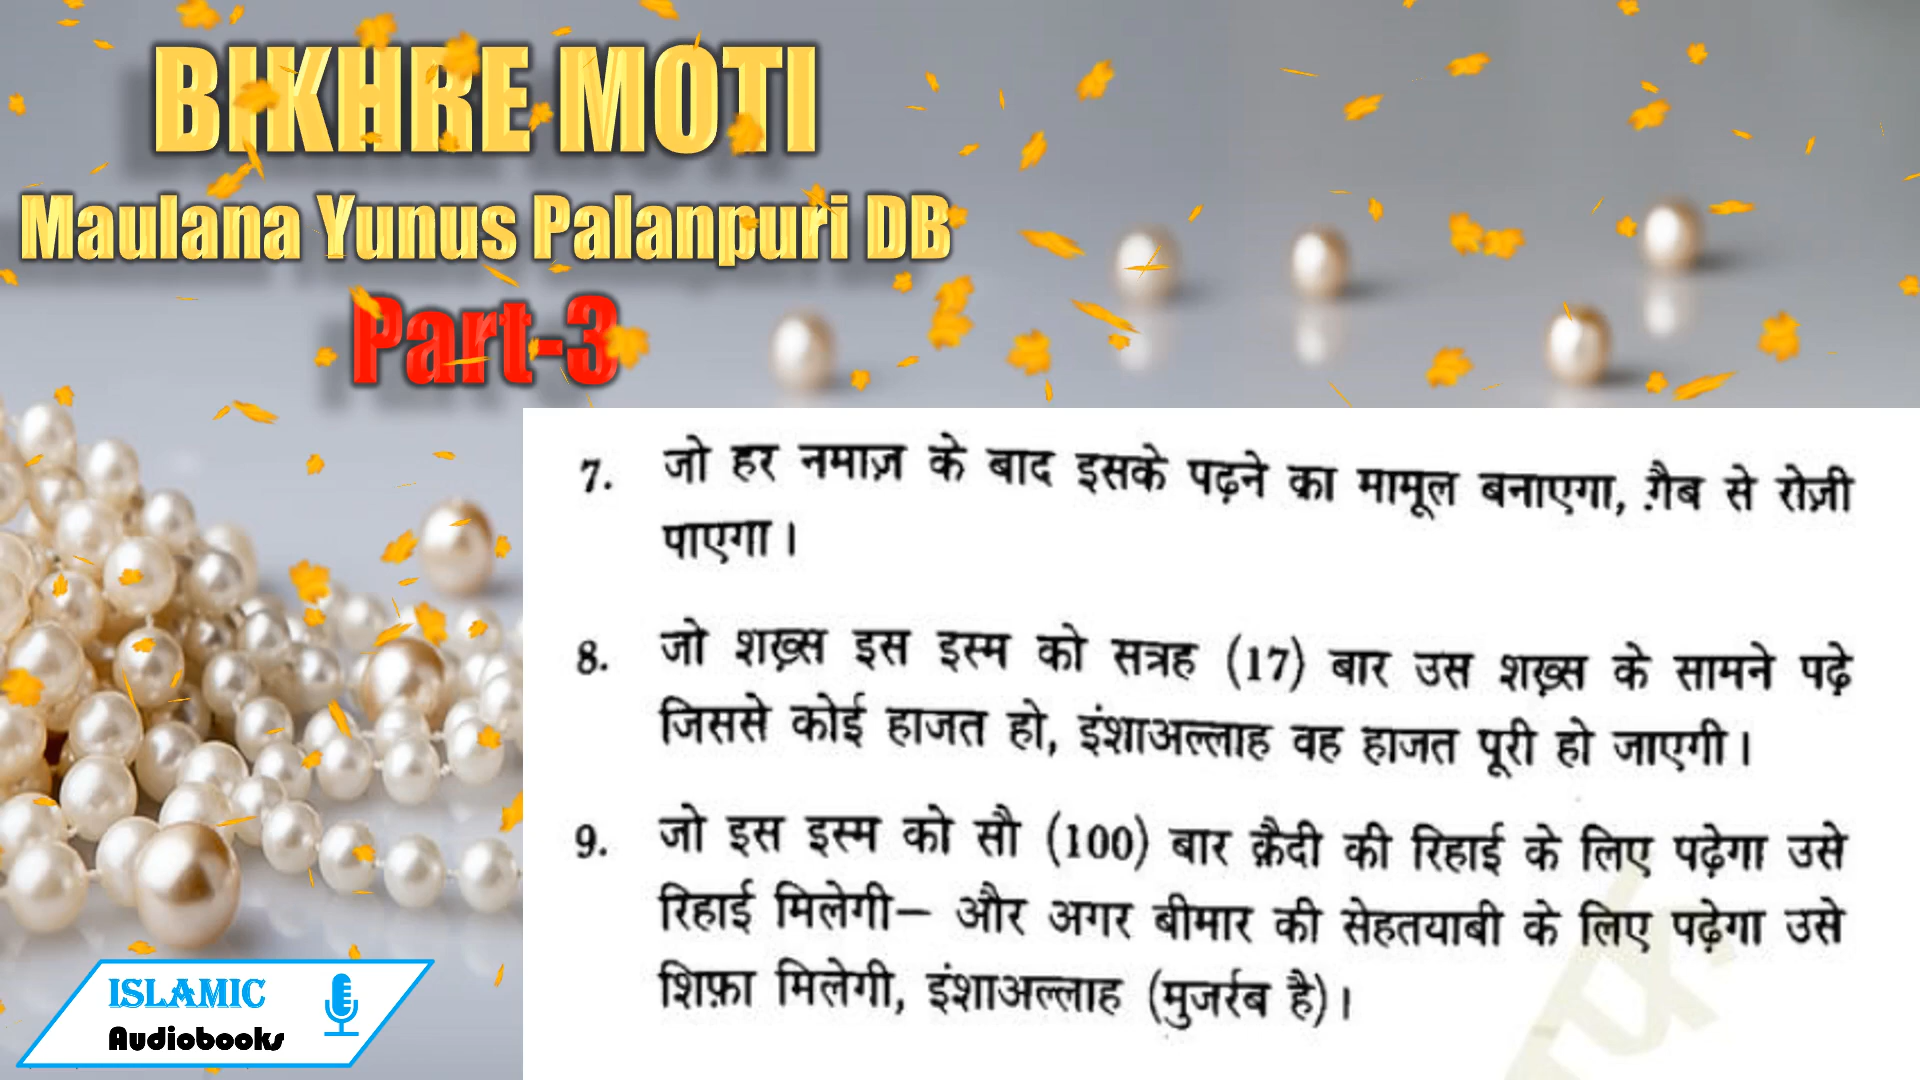 BIKHRE MOTI
Maulana Yunus Palanpuri DB
Part-3
7. जो हर नमाज़ के बाद इसके पढ़ने का मामूल बनाएगा, ग़ैब से रोज़ी
पाएगा।
8. जो शख़्स इस इस्म को सत्रह (17) बार उस शख़्स के सामने पढ़े
जिससे कोई हाजत हो, इंशाअल्लाह वह हाजत पूरी हो जाएगी।
9. जो इस इस्म को सौ (100) बार क़ैदी की रिहाई के लिए पढ़ेगा उसे
रिहाई मिलेगी— और अगर बीमार की सेहतयाबी के लिए पढ़ेगा उसे
शिफ़ा मिलेगी, इंशाअल्लाह (मुजर्रब है)।
ISLAMIC
Audiobooks